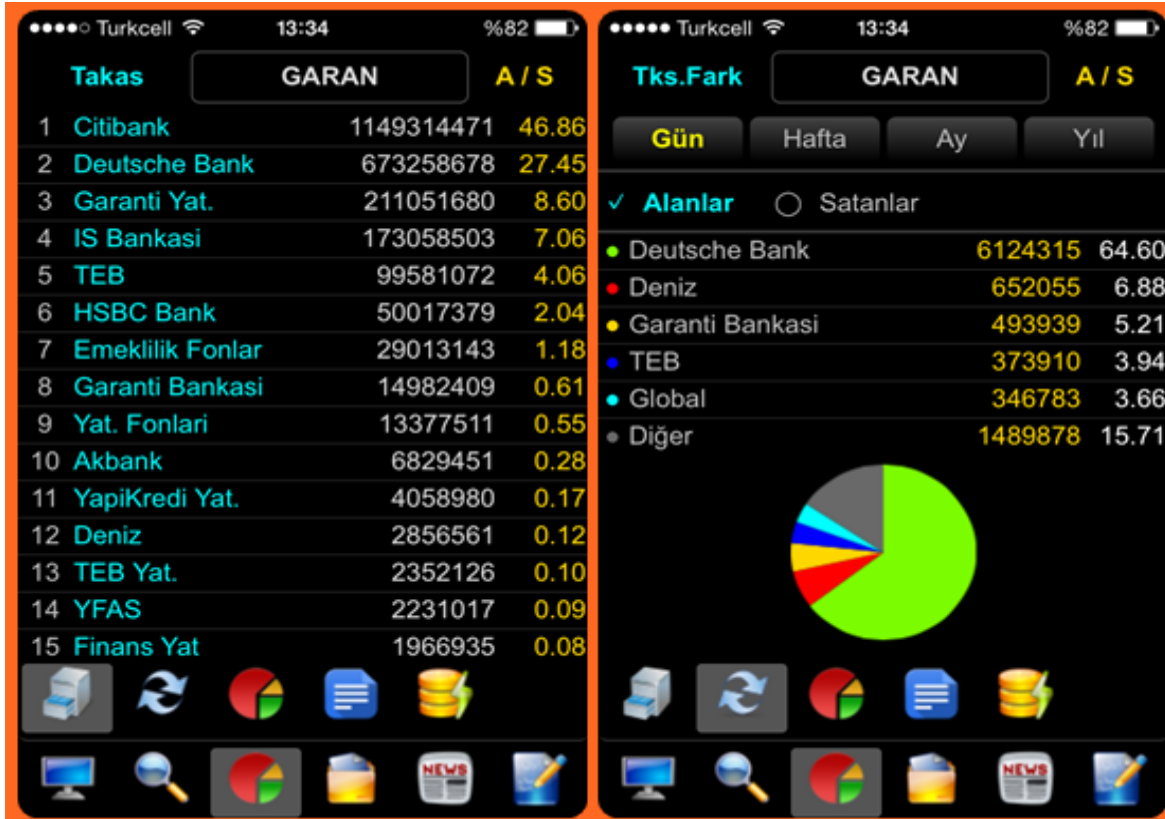 Turkcell 13:34 %82
Takas GARAN A / S
1 Citibank 1149314471 46.86
2 Deutsche Bank 673258678 27.45
3 Garanti Yat. 211051680 8.60
4 IS Bankasi 173058503 7.06
5 TEB 99581072 4.06
6 HSBC Bank 50017379 2.04
7 Emeklilik Fonlar 29013143 1.18
8 Garanti Bankasi 14982409 0.61
9 Yat. Fonlari 13377511 0.55
10 Akbank 6829451 0.28
11 YapiKredi Yat. 4058980 0.17
12 Deniz 2856561 0.12
13 TEB Yat. 2352126 0.10
14 YFAS 2231017 0.09
15 Finans Yat 1966935 0.08
NEWS
Turkcell 13:34 %82
Tks.Fark GARAN A / S
Gün Hafta Ay Yıl
✓ Alanlar Satanlar
Deutsche Bank 6124315 64.60
Deniz 652055 6.88
Garanti Bankasi 493939 5.21
TEB 373910 3.94
Global 346783 3.66
Diğer 1489878 15.71
NEWS